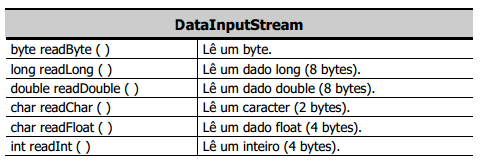 DataInputStream
byte readByte ( ) Lê um byte.
long readLong ( ) Lê um dado long (8 bytes).
double readDouble ( ) Lê um dado double (8 bytes).
char readChar ( ) Lê um caracter (2 bytes).
char readFloat ( ) Lê um dado float (4 bytes).
int readInt ( ) Lê um inteiro (4 bytes).